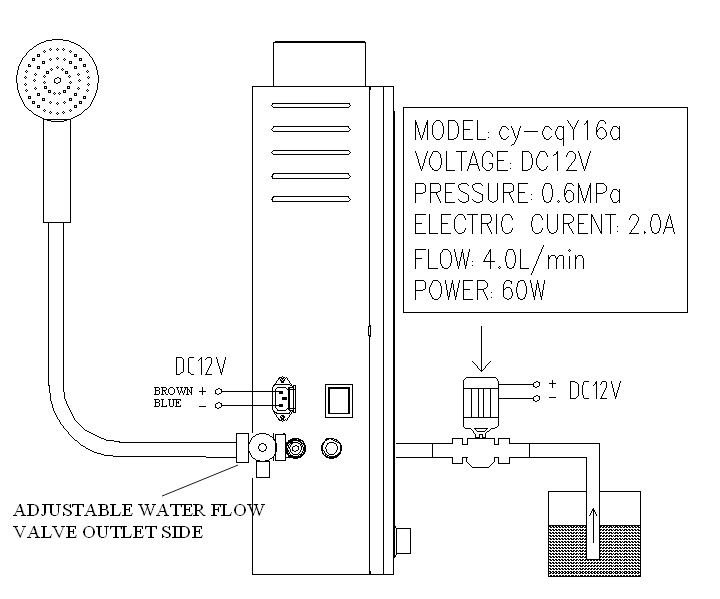 MODEL: cy-cqY16a
VOLTAGE: DC12V
PRESSURE: 0.6MPa
ELECTRIC CURENT: 2.0A
FLOW: 4.0L/min
POWER: 60W
DC12V
BROWN +
BLUE −
+ − DC12V
ADJUSTABLE WATER FLOW
VALVE OUTLET SIDE